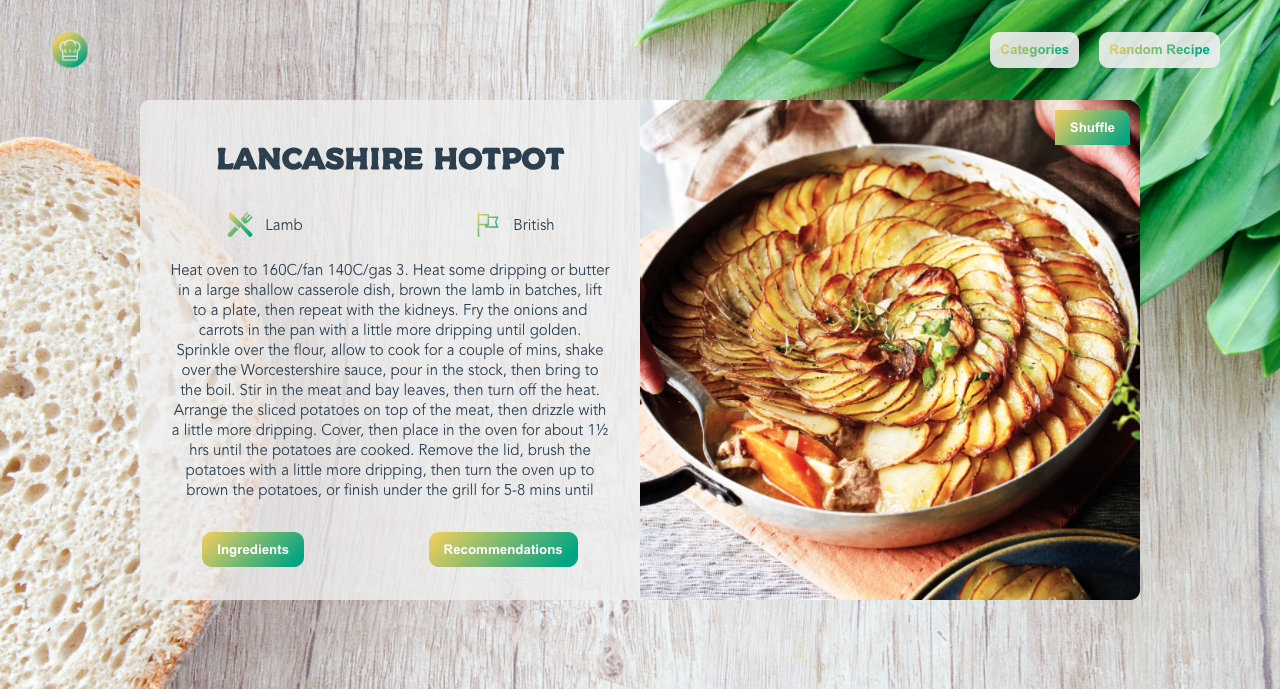 Categories
Random Recipe
Shuffle
LANCASHIRE HOTPOT
Lamb
British
Heat oven to 160C/fan 140C/gas 3. Heat some dripping or butter
in a large shallow casserole dish, brown the lamb in batches, lift
to a plate, then repeat with the kidneys. Fry the onions and
carrots in the pan with a little more dripping until golden.
Sprinkle over the flour, allow to cook for a couple of mins, shake
over the Worcestershire sauce, pour in the stock, then bring to
the boil. Stir in the meat and bay leaves, then turn off the heat.
Arrange the sliced potatoes on top of the meat, then drizzle with
a little more dripping. Cover, then place in the oven for about 1½
hrs until the potatoes are cooked. Remove the lid, brush the
potatoes with a little more dripping, then turn the oven up to
brown the potatoes, or finish under the grill for 5-8 mins until
Ingredients
Recommendations